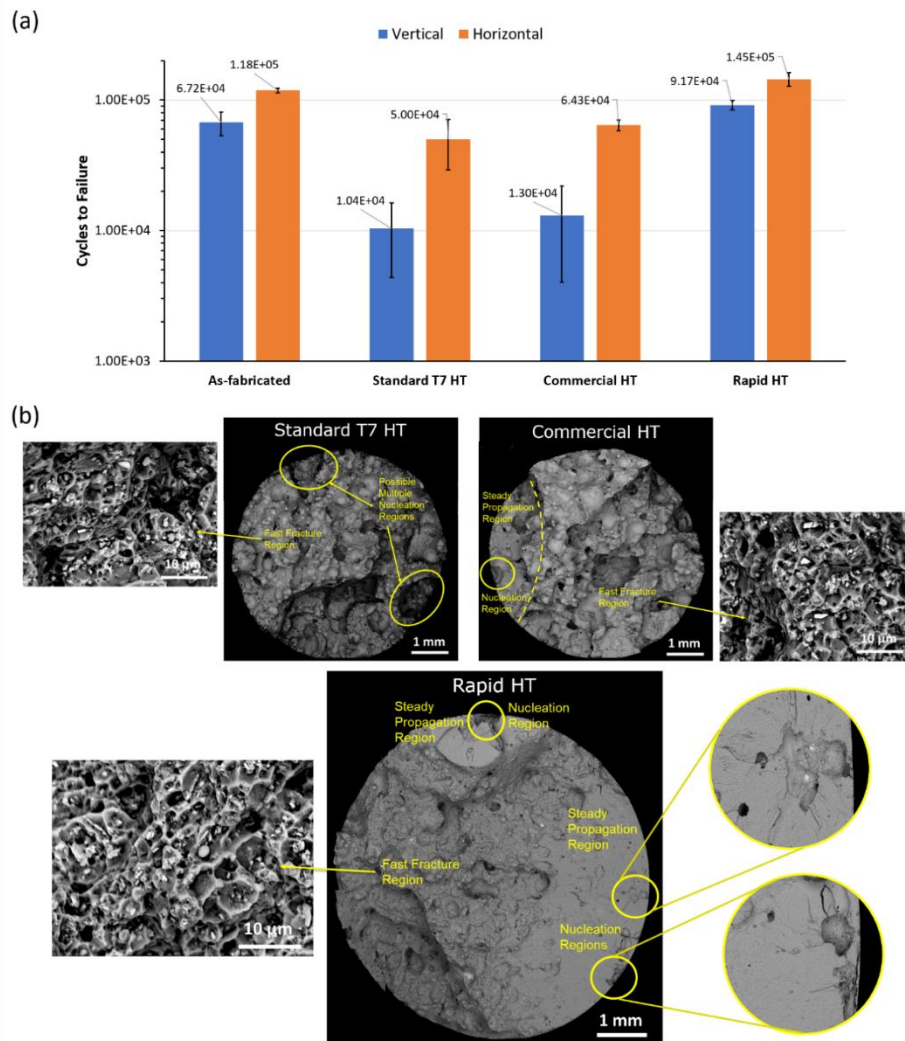 (a)
Vertical Horizontal
Cycles to Failure
1.00E+05
1.00E+04
1.00E+03
6.72E+04
1.18E+05
1.04E+04
5.00E+04
1.30E+04
6.43E+04
9.17E+04
1.45E+05
As-fabricated
Standard T7 HT
Commercial HT
Rapid HT
(b)
Standard T7 HT
Possible
Multiple
Nucleation
Regions
Fast Fracture
Region
10 µm
1 mm
Commercial HT
Steady
Propagation
Region
Nucleation
Region
Fast Fracture
Region
1 mm
10 µm
Rapid HT
Steady
Propagation
Region
Nucleation
Region
Steady
Propagation
Region
Fast Fracture
Region
Nucleation
Regions
10 µm
1 mm